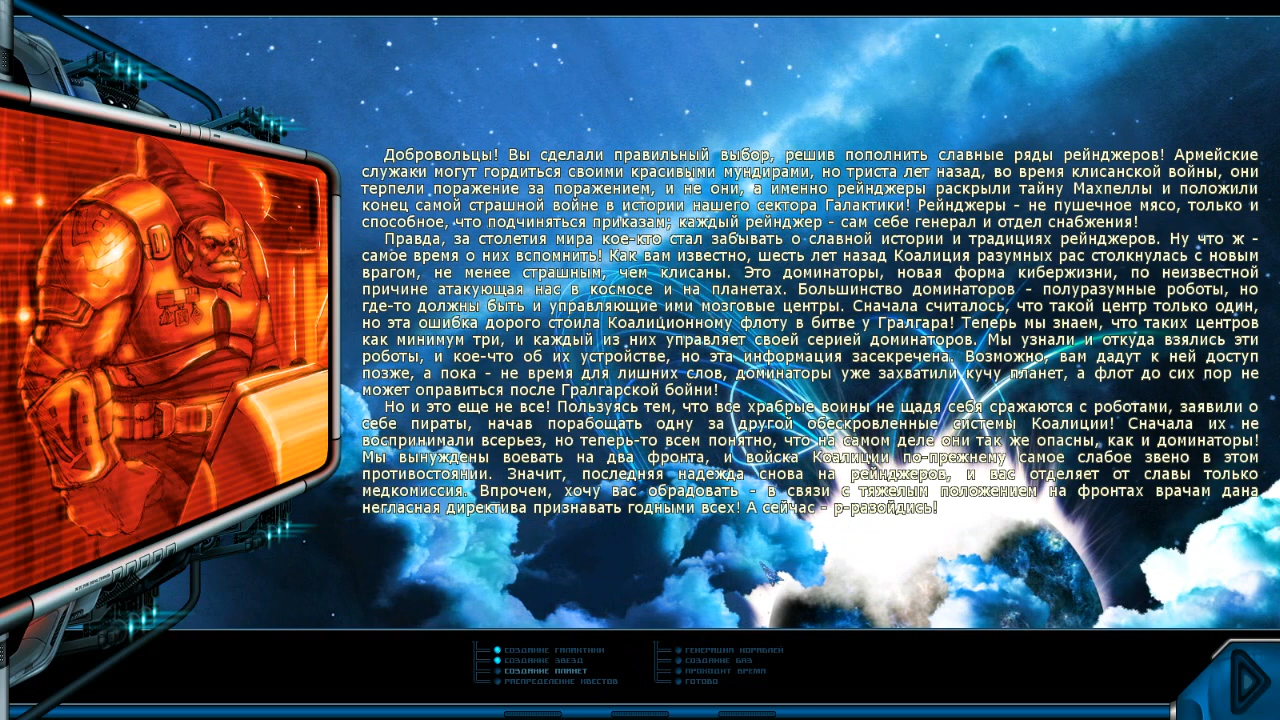 Добровольцы! Вы сделали правильный выбор, решив пополнить славные ряды рейнджеров! Армейские
служаки могут гордиться своими красивыми мундирами, но триста лет назад, во время клисанской войны, они
терпели поражение за поражением, и не они, а именно рейнджеры раскрыли тайну Махпеллы и положили
конец самой страшной войне в истории нашего сектора Галактики! Рейнджеры - не пушечное мясо, только и
способное, что подчиняться приказам; каждый рейнджер - сам себе генерал и отдел снабжения!
Правда, за столетия мира кое-кто стал забывать о славной истории и традициях рейнджеров. Ну что ж -
самое время о них вспомнить! Как вам известно, шесть лет назад Коалиция разумных рас столкнулась с новым
врагом, не менее страшным, чем клисаны. Это доминаторы, новая форма кибержизни, по неизвестной
причине атакующая нас в космосе и на планетах. Большинство доминаторов - полуразумные роботы, но
где-то должны быть и управляющие ими мозговые центры. Сначала считалось, что такой центр только один,
но эта ошибка дорого стоила Коалиционному флоту в битве у Гралгара! Теперь мы знаем, что таких центров
как минимум три, и каждый из них управляет своей серией доминаторов. Мы узнали и откуда взялись эти
роботы, и кое-что об их устройстве, но эта информация засекречена. Возможно, вам дадут к ней доступ
позже, а пока - не время для лишних слов, доминаторы уже захватили кучу планет, а флот до сих пор не
может оправиться после Гралгарской бойни!
Но и это еще не все! Пользуясь тем, что все храбрые воины не щадя себя сражаются с роботами, заявили о
себе пираты, начав порабощать одну за другой обескровленные системы Коалиции! Сначала их не
воспринимали всерьез, но теперь-то всем понятно, что на самом деле они так же опасны, как и доминаторы!
Мы вынуждены воевать на два фронта, и войска Коалиции по-прежнему самое слабое звено в этом
противостоянии. Значит, последняя надежда снова на рейнджеров, и вас отделяет от славы только
медкомиссия. Впрочем, хочу вас обрадовать - в связи с тяжелым положением на фронтах врачам дана
негласная директива признавать годными всех! А сейчас - р-разойдись!
СОЗДАНИЕ ГАЛАКТИКИ
СОЗДАНИЕ ЗВЕЗД
СОЗДАНИЕ ПЛАНЕТ
РАСПРЕДЕЛЕНИЕ КВЕСТОВ
ГЕНЕРАЦИЯ КОРАБЛЕЙ
СОЗДАНИЕ БАЗ
ПРОХОДИТ ВРЕМЯ
ГОТОВО